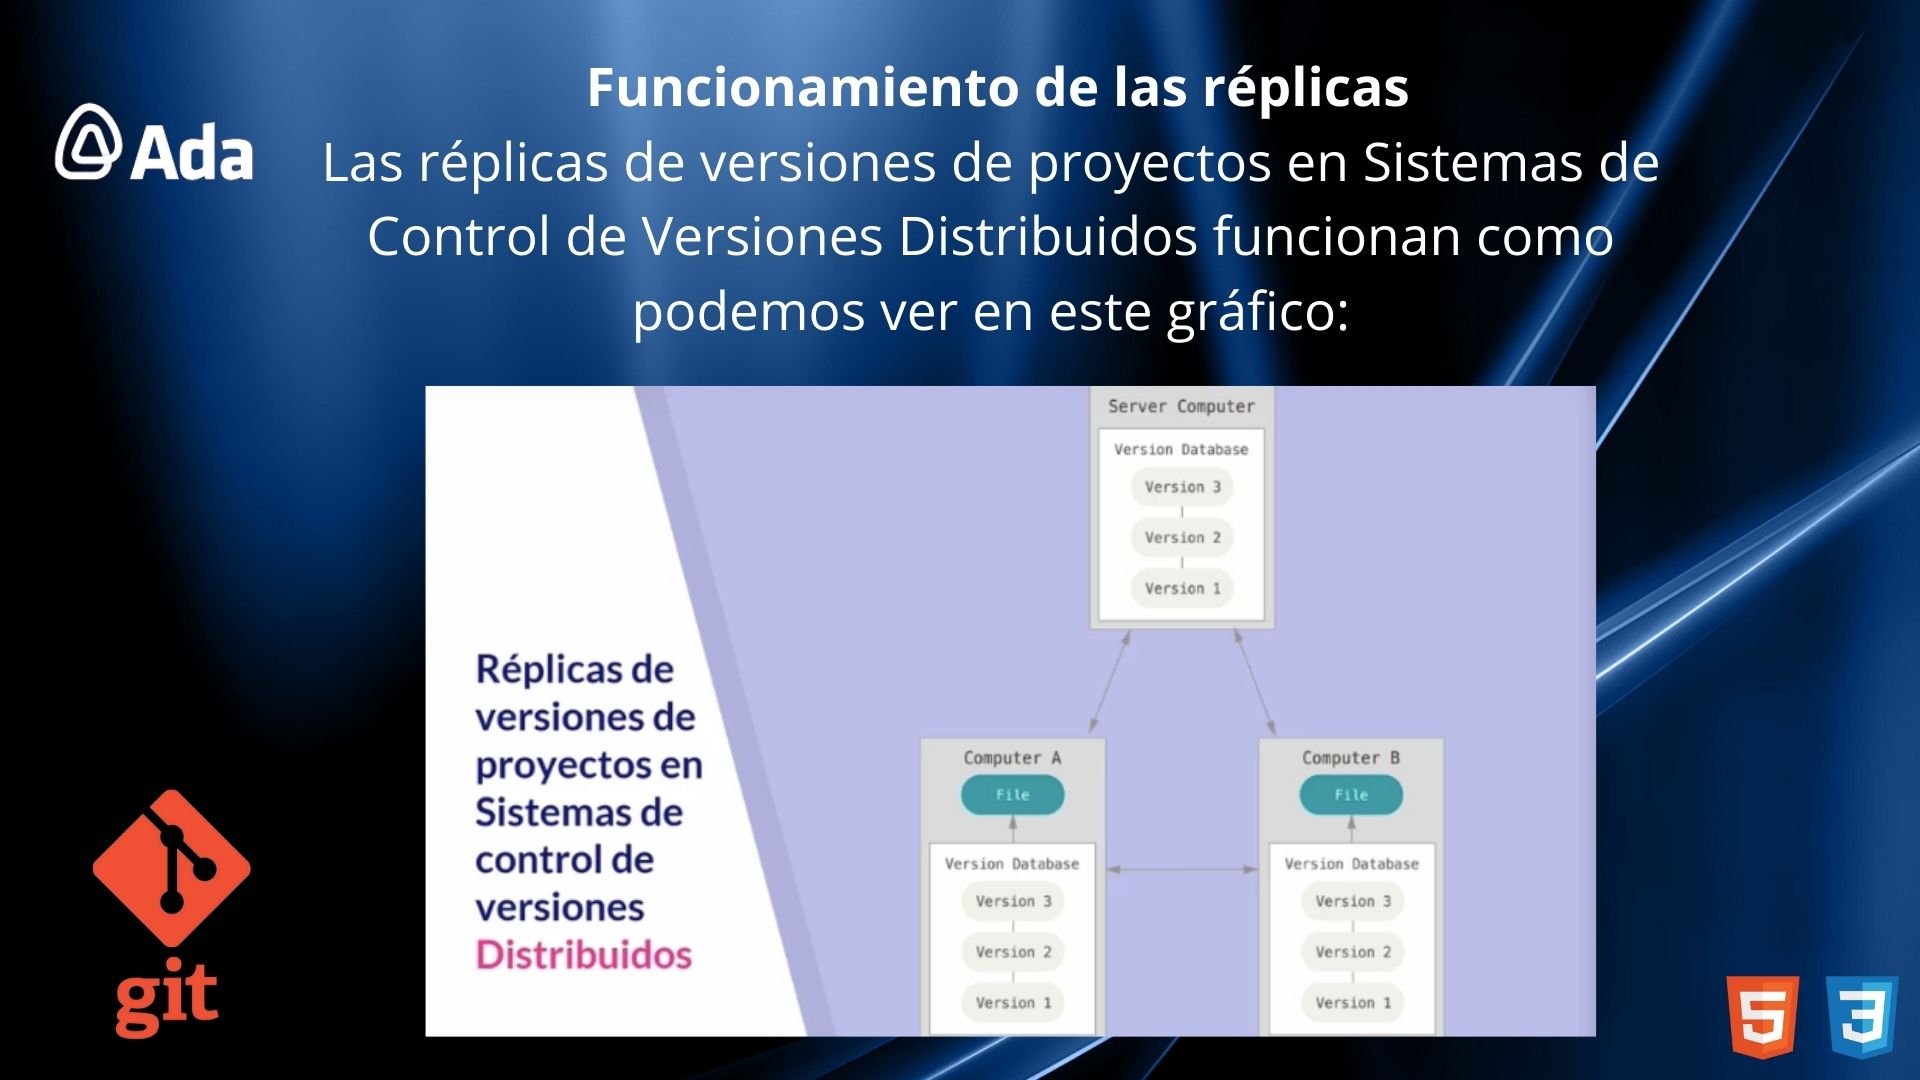 Ada
Funcionamiento de las réplicas
Las réplicas de versiones de proyectos en Sistemas de
Control de Versiones Distribuidos funcionan como
podemos ver en este gráfico:
Réplicas de
versiones de
proyectos en
Sistemas de
control de
versiones
Distribuidos
Server Computer
Version Database
Version 3
Version 2
Version 1
Computer A
File
Version Database
Version 3
Version 2
Version 1
Computer B
File
Version Database
Version 3
Version 2
Version 1
git
5
3